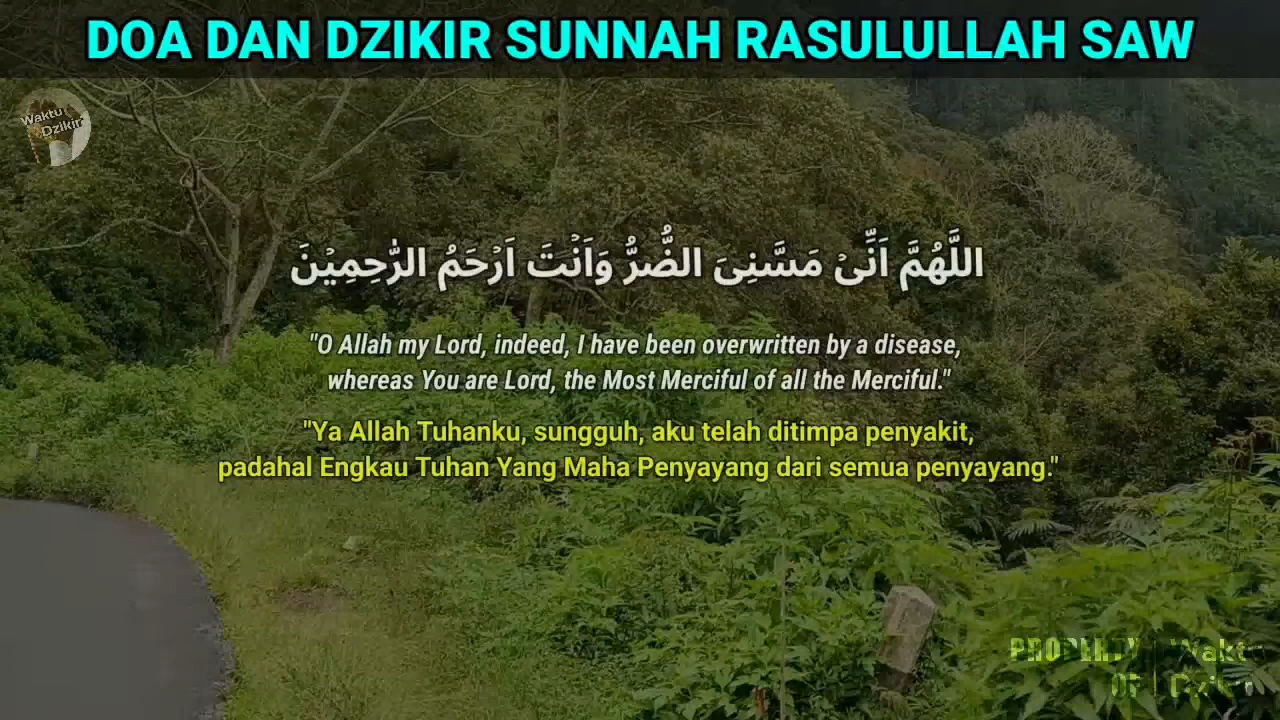 DOA DAN DZIKIR SUNNAH RASULULLAH SAW
Waktu
Dzikir
اللَّهُمَّ اَنِّىْ مَسَّنِىَ الضُّرُّ وَاَنْتَ اَرْحَمُ الرّٰحِمِيْنَ
"O Allah my Lord, indeed, I have been overwritten by a disease,
whereas You are Lord, the Most Merciful of all the Merciful."
"Ya Allah Tuhanku, sungguh, aku telah ditimpa penyakit,
padahal Engkau Tuhan Yang Maha Penyayang dari semua penyayang."
PROPERTY
OF